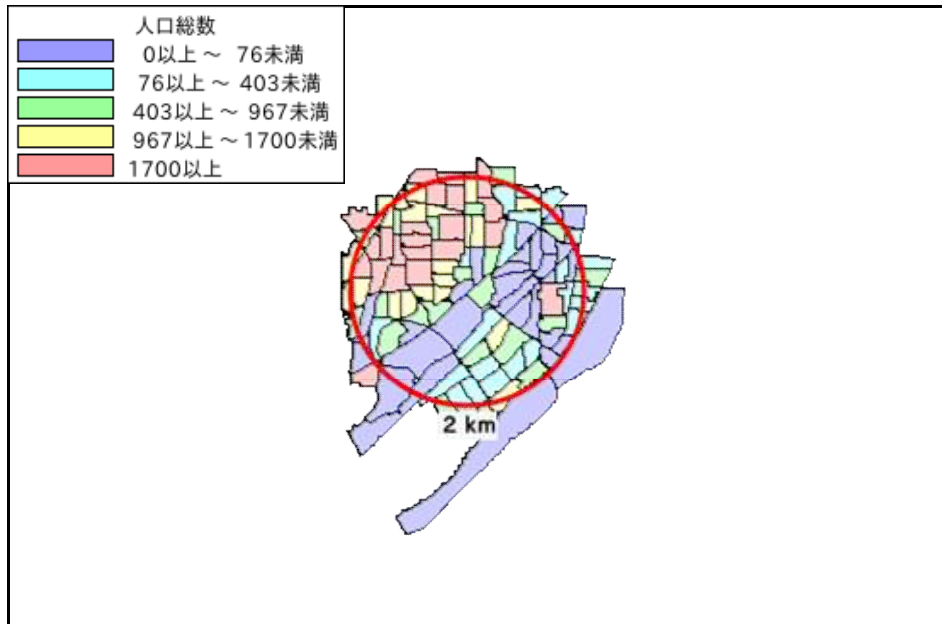 人口総数
0以上 ～ 76未満
76以上 ～ 403未満
403以上 ～ 967未満
967以上 ～ 1700未満
1700以上
2 km